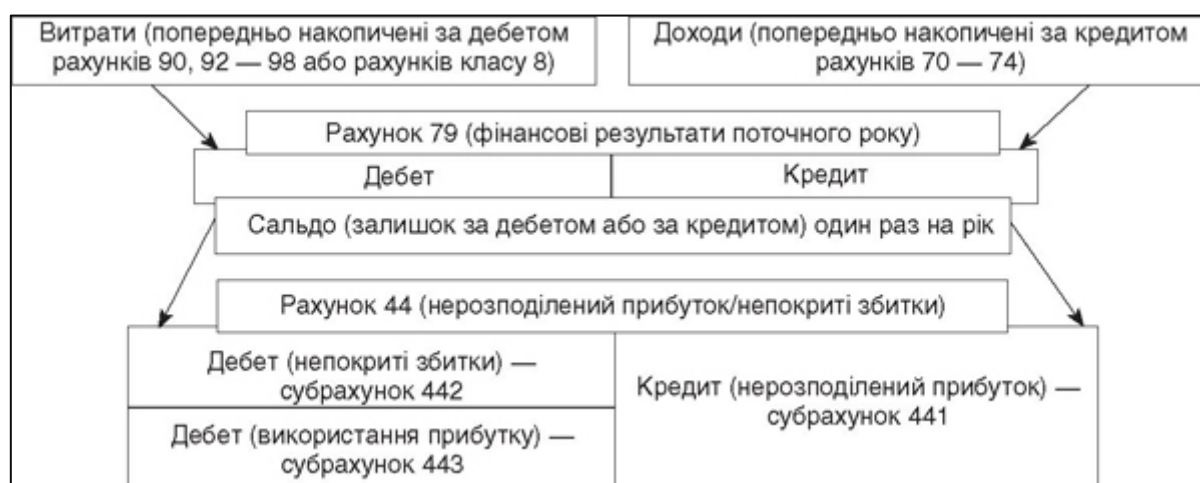 Витрати (попередньо накопичені за дебетом
рахунків 90, 92 — 98 або рахунків класу 8)
Доходи (попередньо накопичені за кредитом
рахунків 70 — 74)
Рахунок 79 (фінансові результати поточного року)
Дебет
Кредит
Сальдо (залишок за дебетом або за кредитом) один раз на рік
Рахунок 44 (нерозподілений прибуток/непокриті збитки)
Дебет (непокриті збитки) —
субрахунок 442
Дебет (використання прибутку) —
субрахунок 443
Кредит (нерозподілений прибуток) —
субрахунок 441